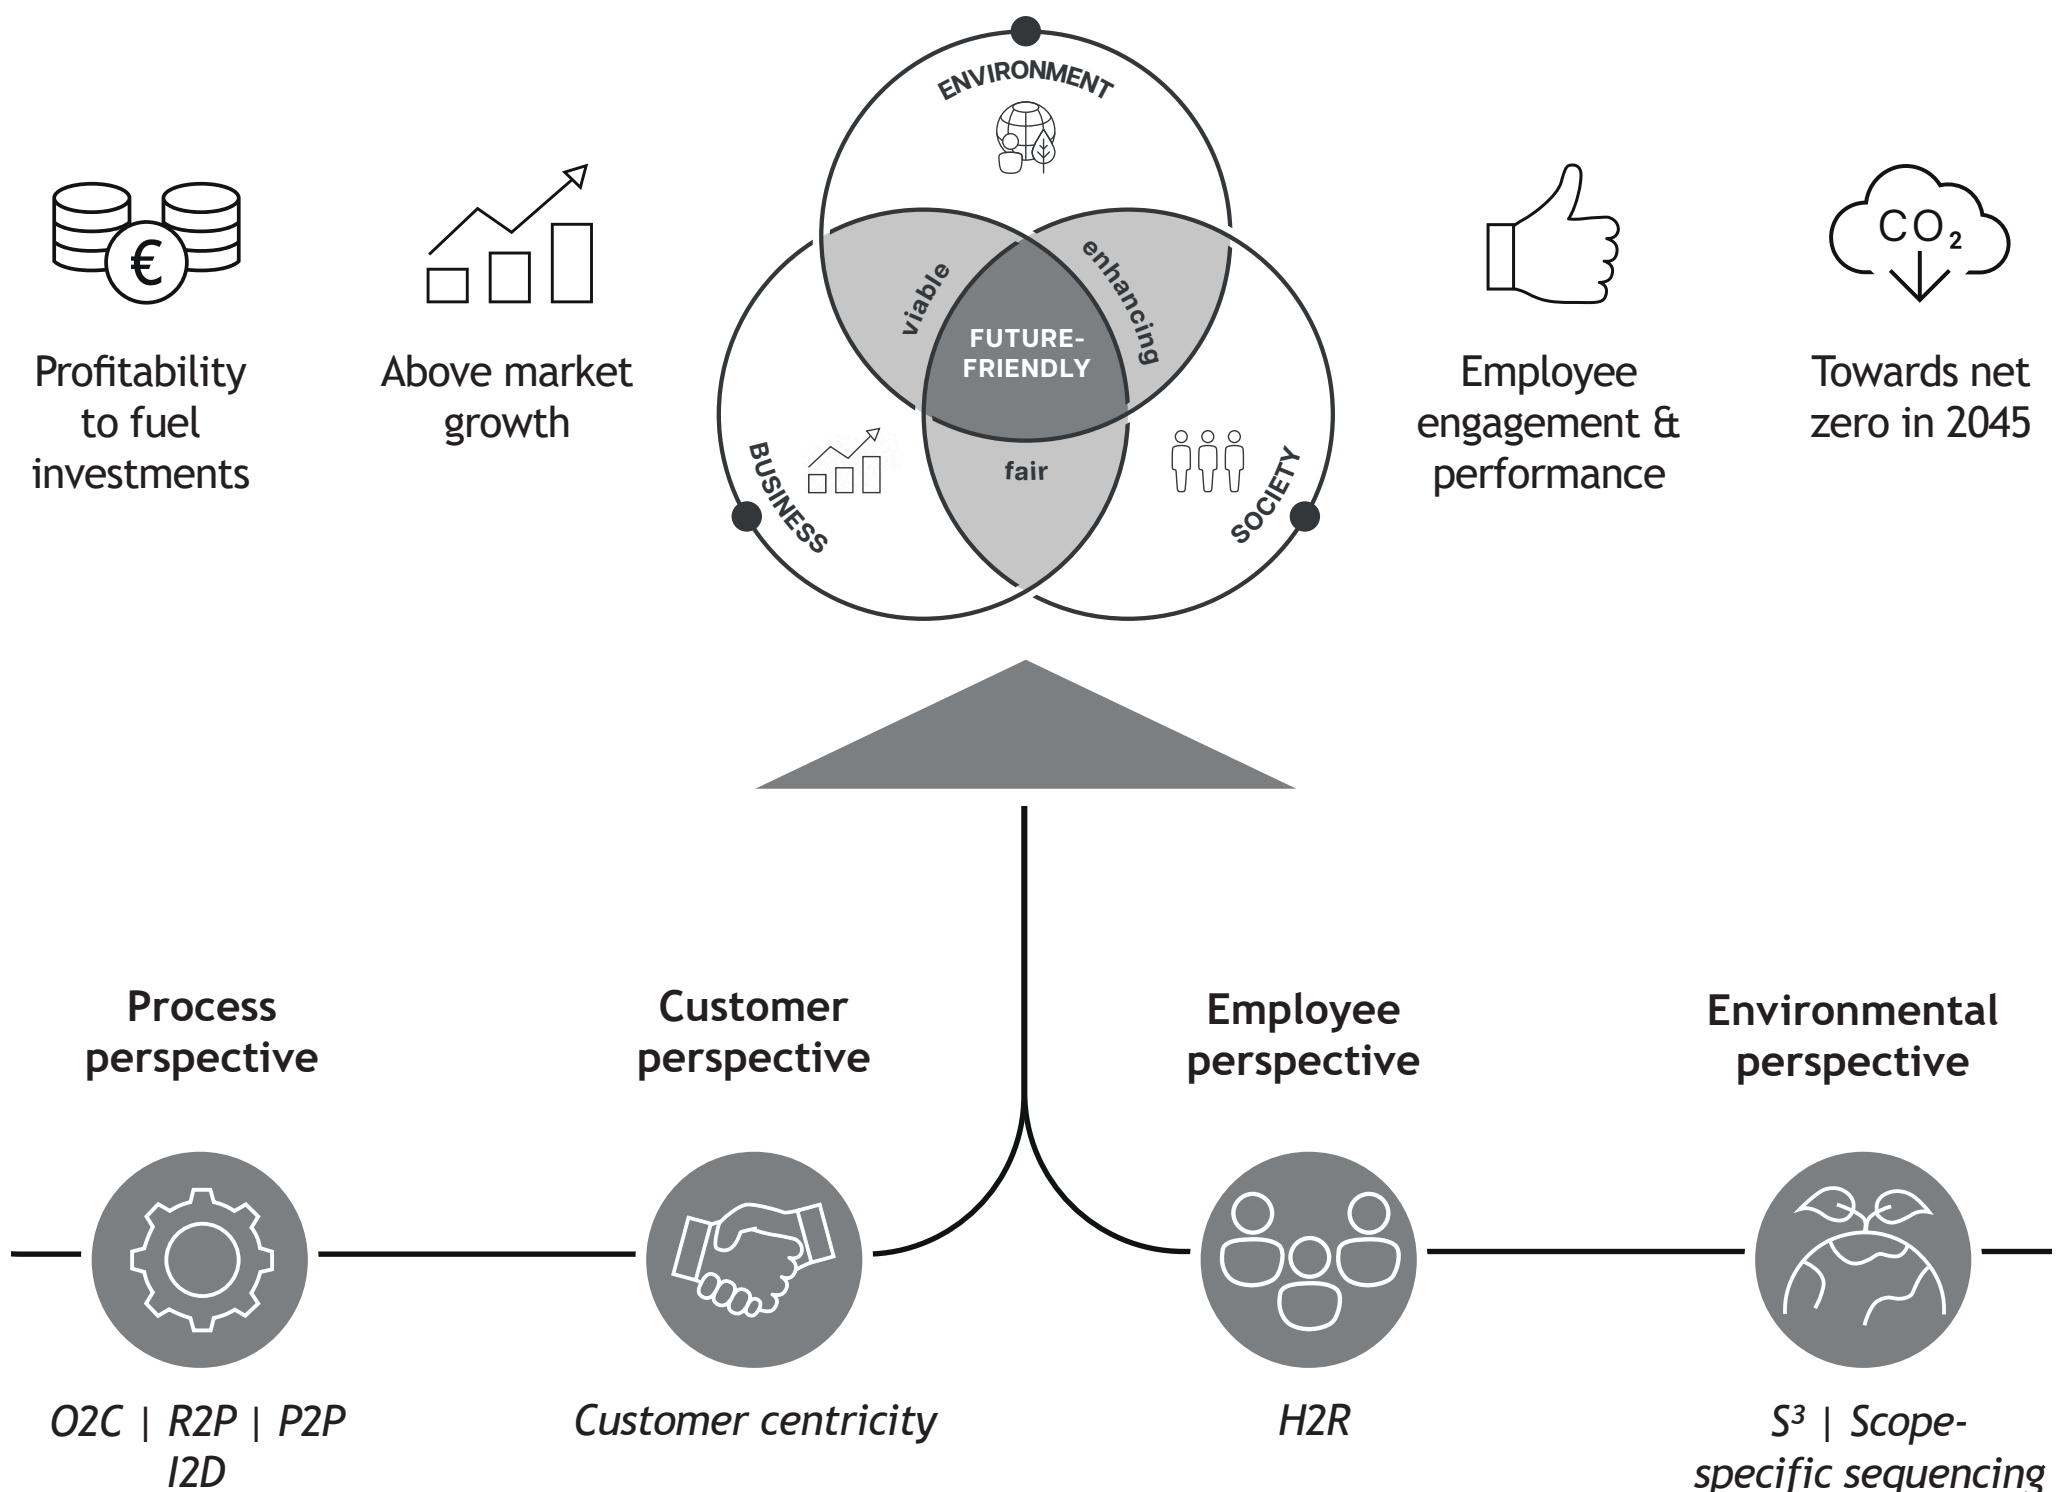 ENVIRONMENT
viable
enhancing
FUTURE-
FRIENDLY
fair
BUSINESS
SOCIETY
€
Profitability
to fuel
investments
Above market
growth
Employee
engagement &
performance
CO₂
Towards net
zero in 2045
Process
perspective
Customer
perspective
Employee
perspective
Environmental
perspective
O2C | R2P | P2P
I2D
Customer centricity
H2R
S³ | Scope-
specific sequencing